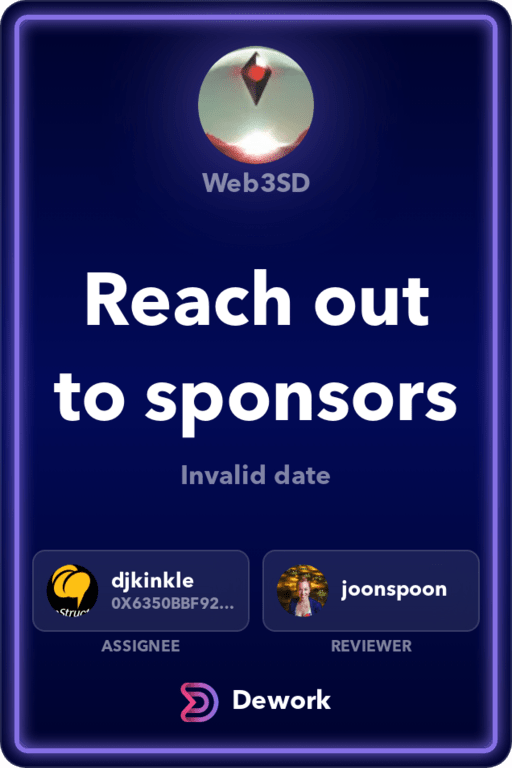 Web3SD
Reach out
to sponsors
Invalid date
djkinkle
0X6350BBF92...
joonspoon
ASSIGNEE
REVIEWER
Dework